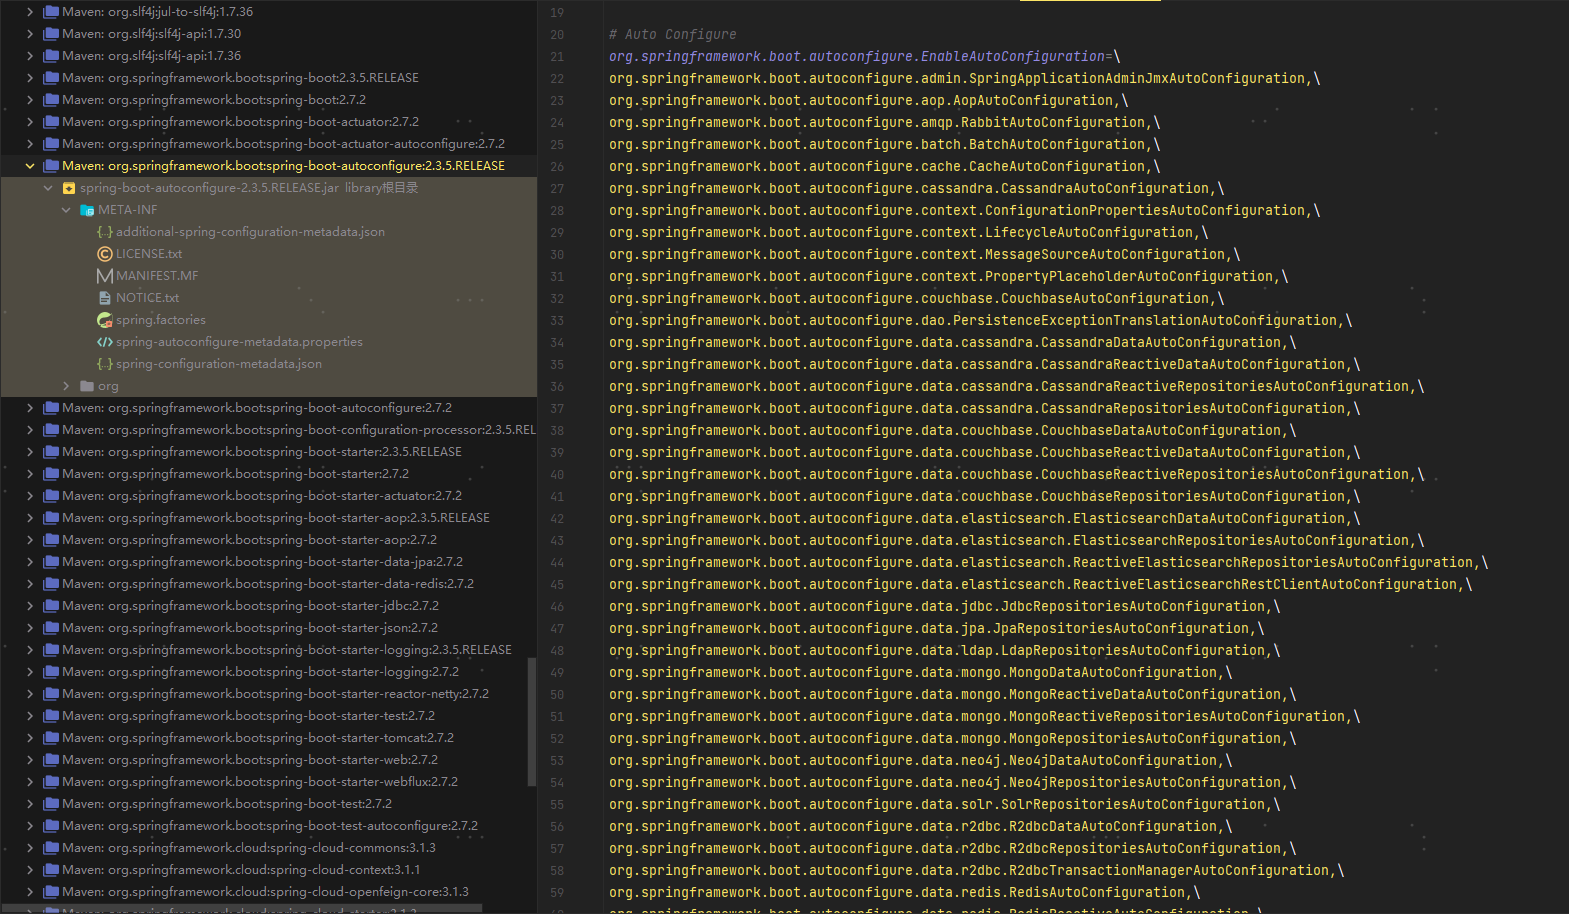 Maven: org.slf4j:jul-to-slf4j:1.7.36
Maven: org.slf4j:slf4j-api:1.7.30
Maven: org.slf4j:slf4j-api:1.7.36
Maven: org.springframework.boot:spring-boot:2.3.5.RELEASE
Maven: org.springframework.boot:spring-boot:2.7.2
Maven: org.springframework.boot:spring-boot-actuator:2.7.2
Maven: org.springframework.boot:spring-boot-actuator-autoconfigure:2.7.2
Maven: org.springframework.boot:spring-boot-autoconfigure:2.3.5.RELEASE
spring-boot-autoconfigure-2.3.5.RELEASE.jar library根目录
META-INF
additional-spring-configuration-metadata.json
LICENSE.txt
MANIFEST.MF
NOTICE.txt
spring.factories
spring-autoconfigure-metadata.properties
spring-configuration-metadata.json
org
Maven: org.springframework.boot:spring-boot-autoconfigure:2.7.2
Maven: org.springframework.boot:spring-boot-configuration-processor:2.3.5.REL
Maven: org.springframework.boot:spring-boot-starter:2.3.5.RELEASE
Maven: org.springframework.boot:spring-boot-starter:2.7.2
Maven: org.springframework.boot:spring-boot-starter-actuator:2.7.2
Maven: org.springframework.boot:spring-boot-starter-aop:2.3.5.RELEASE
Maven: org.springframework.boot:spring-boot-starter-aop:2.7.2
Maven: org.springframework.boot:spring-boot-starter-data-jpa:2.7.2
Maven: org.springframework.boot:spring-boot-starter-data-redis:2.7.2
Maven: org.springframework.boot:spring-boot-starter-jdbc:2.7.2
Maven: org.springframework.boot:spring-boot-starter-json:2.7.2
Maven: org.springframework.boot:spring-boot-starter-logging:2.3.5.RELEASE
Maven: org.springframework.boot:spring-boot-starter-logging:2.7.2
Maven: org.springframework.boot:spring-boot-starter-reactor-netty:2.7.2
Maven: org.springframework.boot:spring-boot-starter-test:2.7.2
Maven: org.springframework.boot:spring-boot-starter-tomcat:2.7.2
Maven: org.springframework.boot:spring-boot-starter-web:2.7.2
Maven: org.springframework.boot:spring-boot-starter-webflux:2.7.2
Maven: org.springframework.boot:spring-boot-test:2.7.2
Maven: org.springframework.boot:spring-boot-test-autoconfigure:2.7.2
Maven: org.springframework.cloud:spring-cloud-commons:3.1.3
Maven: org.springframework.cloud:spring-cloud-context:3.1.1
Maven: org.springframework.cloud:spring-cloud-openfeign-core:3.1.3
19
20 # Auto Configure
21 org.springframework.boot.autoconfigure.EnableAutoConfiguration=\
22 org.springframework.boot.autoconfigure.admin.SpringApplicationAdminJmxAutoConfiguration,\
23 org.springframework.boot.autoconfigure.aop.AopAutoConfiguration,\
24 org.springframework.boot.autoconfigure.amqp.RabbitAutoConfiguration,\
25 org.springframework.boot.autoconfigure.batch.BatchAutoConfiguration,\
26 org.springframework.boot.autoconfigure.cache.CacheAutoConfiguration,\
27 org.springframework.boot.autoconfigure.cassandra.CassandraAutoConfiguration,\
28 org.springframework.boot.autoconfigure.context.ConfigurationPropertiesAutoConfiguration,\
29 org.springframework.boot.autoconfigure.context.LifecycleAutoConfiguration,\
30 org.springframework.boot.autoconfigure.context.MessageSourceAutoConfiguration,\
31 org.springframework.boot.autoconfigure.context.PropertyPlaceholderAutoConfiguration,\
32 org.springframework.boot.autoconfigure.couchbase.CouchbaseAutoConfiguration,\
33 org.springframework.boot.autoconfigure.dao.PersistenceExceptionTranslationAutoConfiguration,\
34 org.springframework.boot.autoconfigure.data.cassandra.CassandraDataAutoConfiguration,\
35 org.springframework.boot.autoconfigure.data.cassandra.CassandraReactiveDataAutoConfiguration,\
36 org.springframework.boot.autoconfigure.data.cassandra.CassandraReactiveRepositoriesAutoConfiguration,\
37 org.springframework.boot.autoconfigure.data.cassandra.CassandraRepositoriesAutoConfiguration,\
38 org.springframework.boot.autoconfigure.data.couchbase.CouchbaseDataAutoConfiguration,\
39 org.springframework.boot.autoconfigure.data.couchbase.CouchbaseReactiveDataAutoConfiguration,\
40 org.springframework.boot.autoconfigure.data.couchbase.CouchbaseReactiveRepositoriesAutoConfiguration,\
41 org.springframework.boot.autoconfigure.data.couchbase.CouchbaseRepositoriesAutoConfiguration,\
42 org.springframework.boot.autoconfigure.data.elasticsearch.ElasticsearchDataAutoConfiguration,\
43 org.springframework.boot.autoconfigure.data.elasticsearch.ElasticsearchRepositoriesAutoConfiguration,\
44 org.springframework.boot.autoconfigure.data.elasticsearch.ReactiveElasticsearchRepositoriesAutoConfiguration,\
45 org.springframework.boot.autoconfigure.data.elasticsearch.ReactiveElasticsearchRestClientAutoConfiguration,\
46 org.springframework.boot.autoconfigure.data.jdbc.JdbcRepositoriesAutoConfiguration,\
47 org.springframework.boot.autoconfigure.data.jpa.JpaRepositoriesAutoConfiguration,\
48 org.springframework.boot.autoconfigure.data.ldap.LdapRepositoriesAutoConfiguration,\
49 org.springframework.boot.autoconfigure.data.mongo.MongoDataAutoConfiguration,\
50 org.springframework.boot.autoconfigure.data.mongo.MongoReactiveDataAutoConfiguration,\
51 org.springframework.boot.autoconfigure.data.mongo.MongoReactiveRepositoriesAutoConfiguration,\
52 org.springframework.boot.autoconfigure.data.mongo.MongoRepositoriesAutoConfiguration,\
53 org.springframework.boot.autoconfigure.data.neo4j.Neo4jDataAutoConfiguration,\
54 org.springframework.boot.autoconfigure.data.neo4j.Neo4jRepositoriesAutoConfiguration,\
55 org.springframework.boot.autoconfigure.data.solr.SolrRepositoriesAutoConfiguration,\
56 org.springframework.boot.autoconfigure.data.r2dbc.R2dbcDataAutoConfiguration,\
57 org.springframework.boot.autoconfigure.data.r2dbc.R2dbcRepositoriesAutoConfiguration,\
58 org.springframework.boot.autoconfigure.data.r2dbc.R2dbcTransactionManagerAutoConfiguration,\
59 org.springframework.boot.autoconfigure.data.redis.RedisAutoConfiguration,\